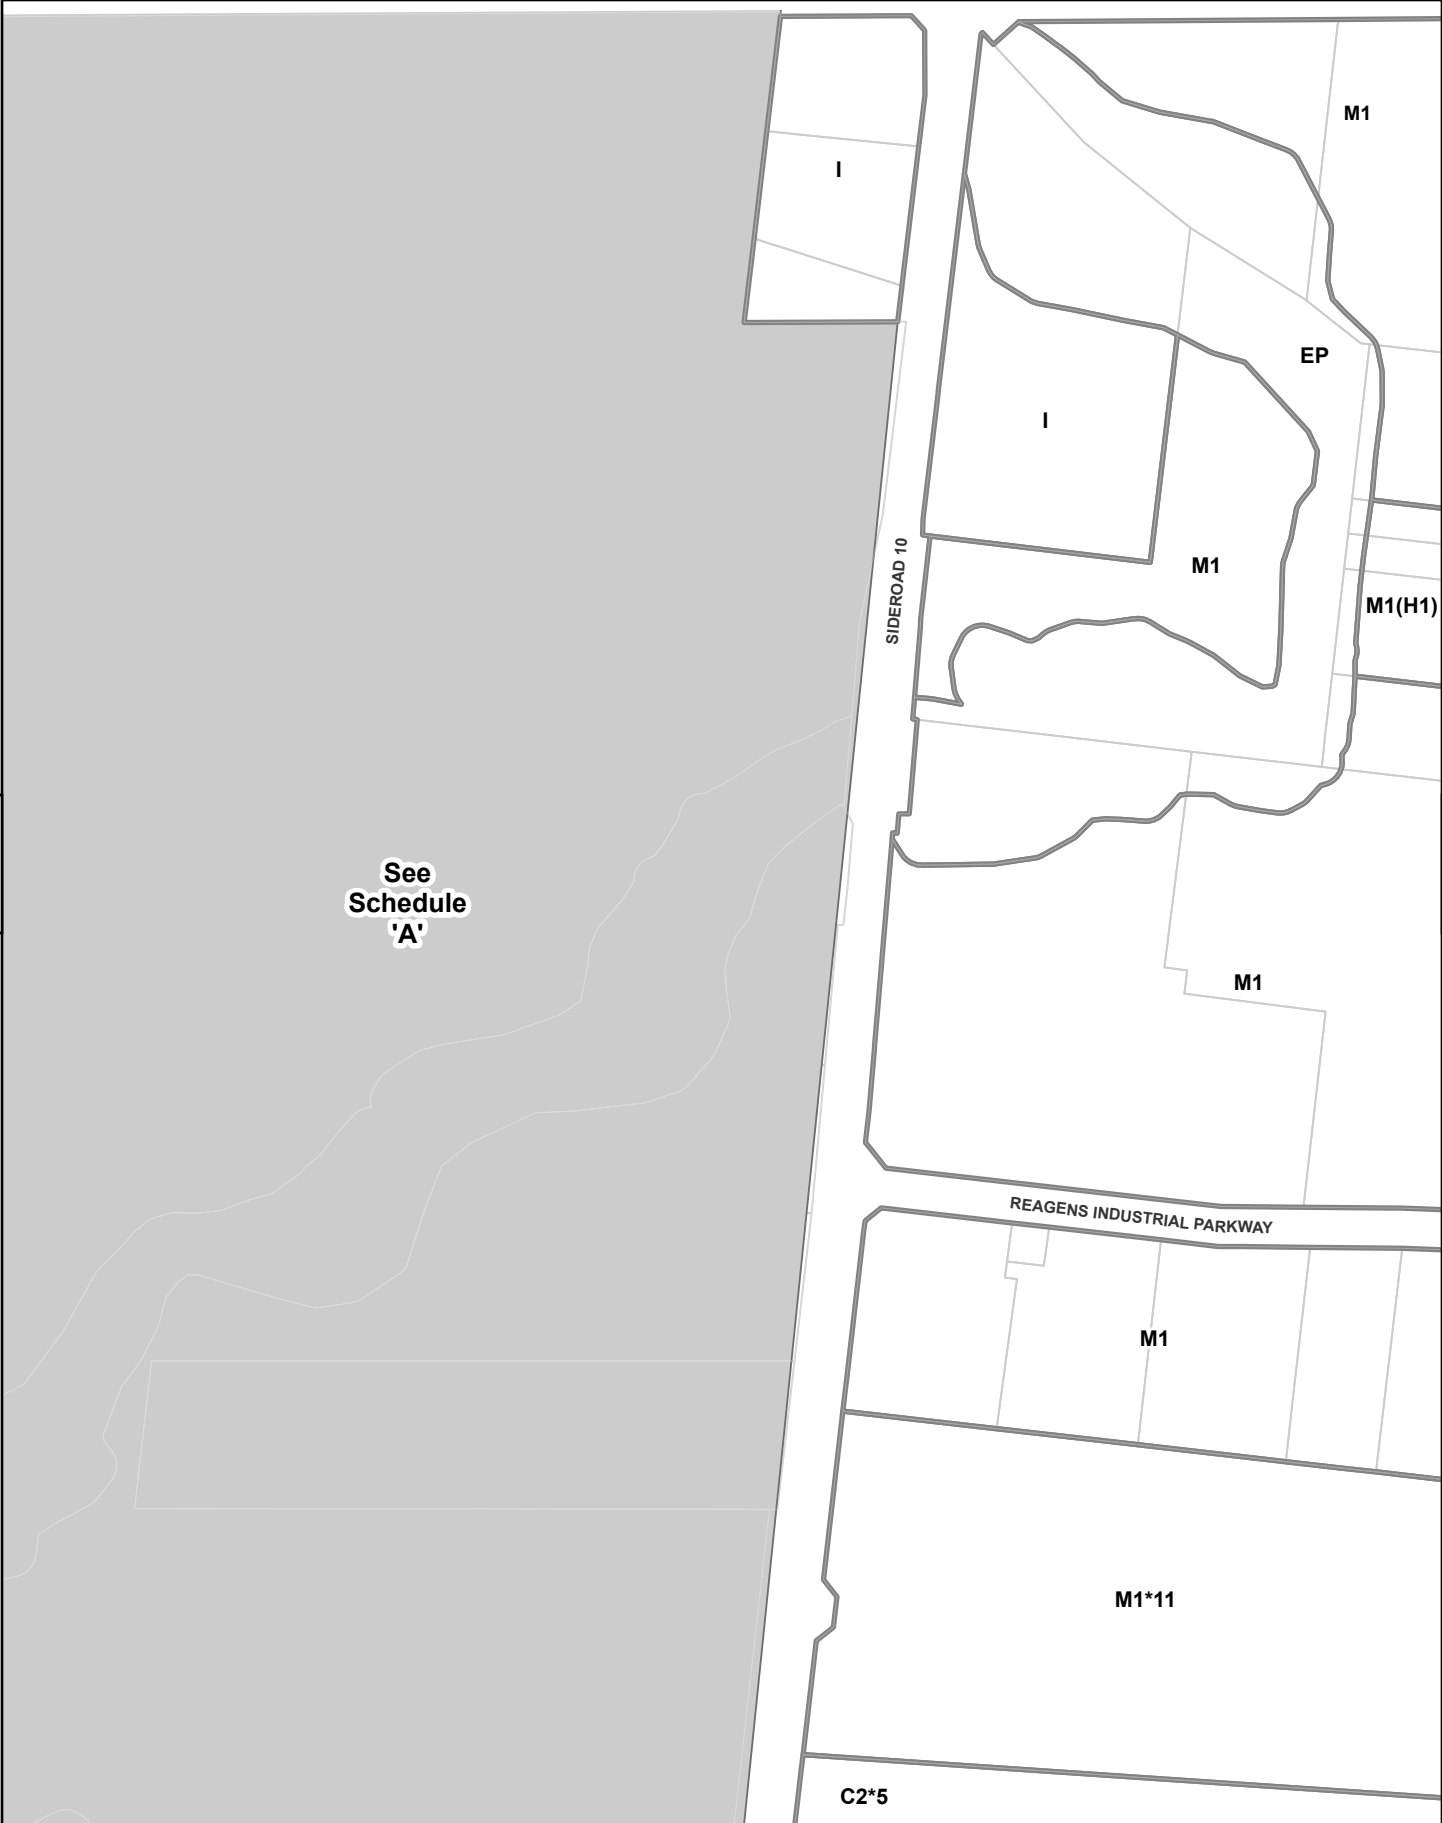 M1
I
EP
I
M1
SIDEROAD 10
M1(H1)
See
Schedule
'A'
M1
REAGENS INDUSTRIAL PARKWAY
M1
M1*11
C2*5